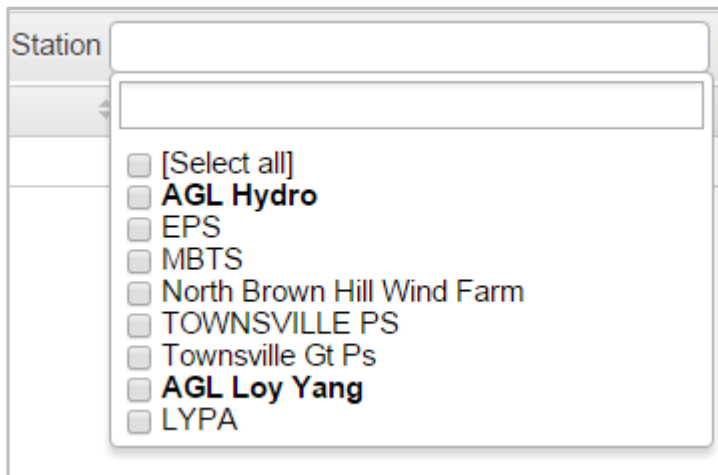 Station
[Select all]
AGL Hydro
EPS
MBTS
North Brown Hill Wind Farm
TOWNSVILLE PS
Townsville Gt Ps
AGL Loy Yang
LYPA